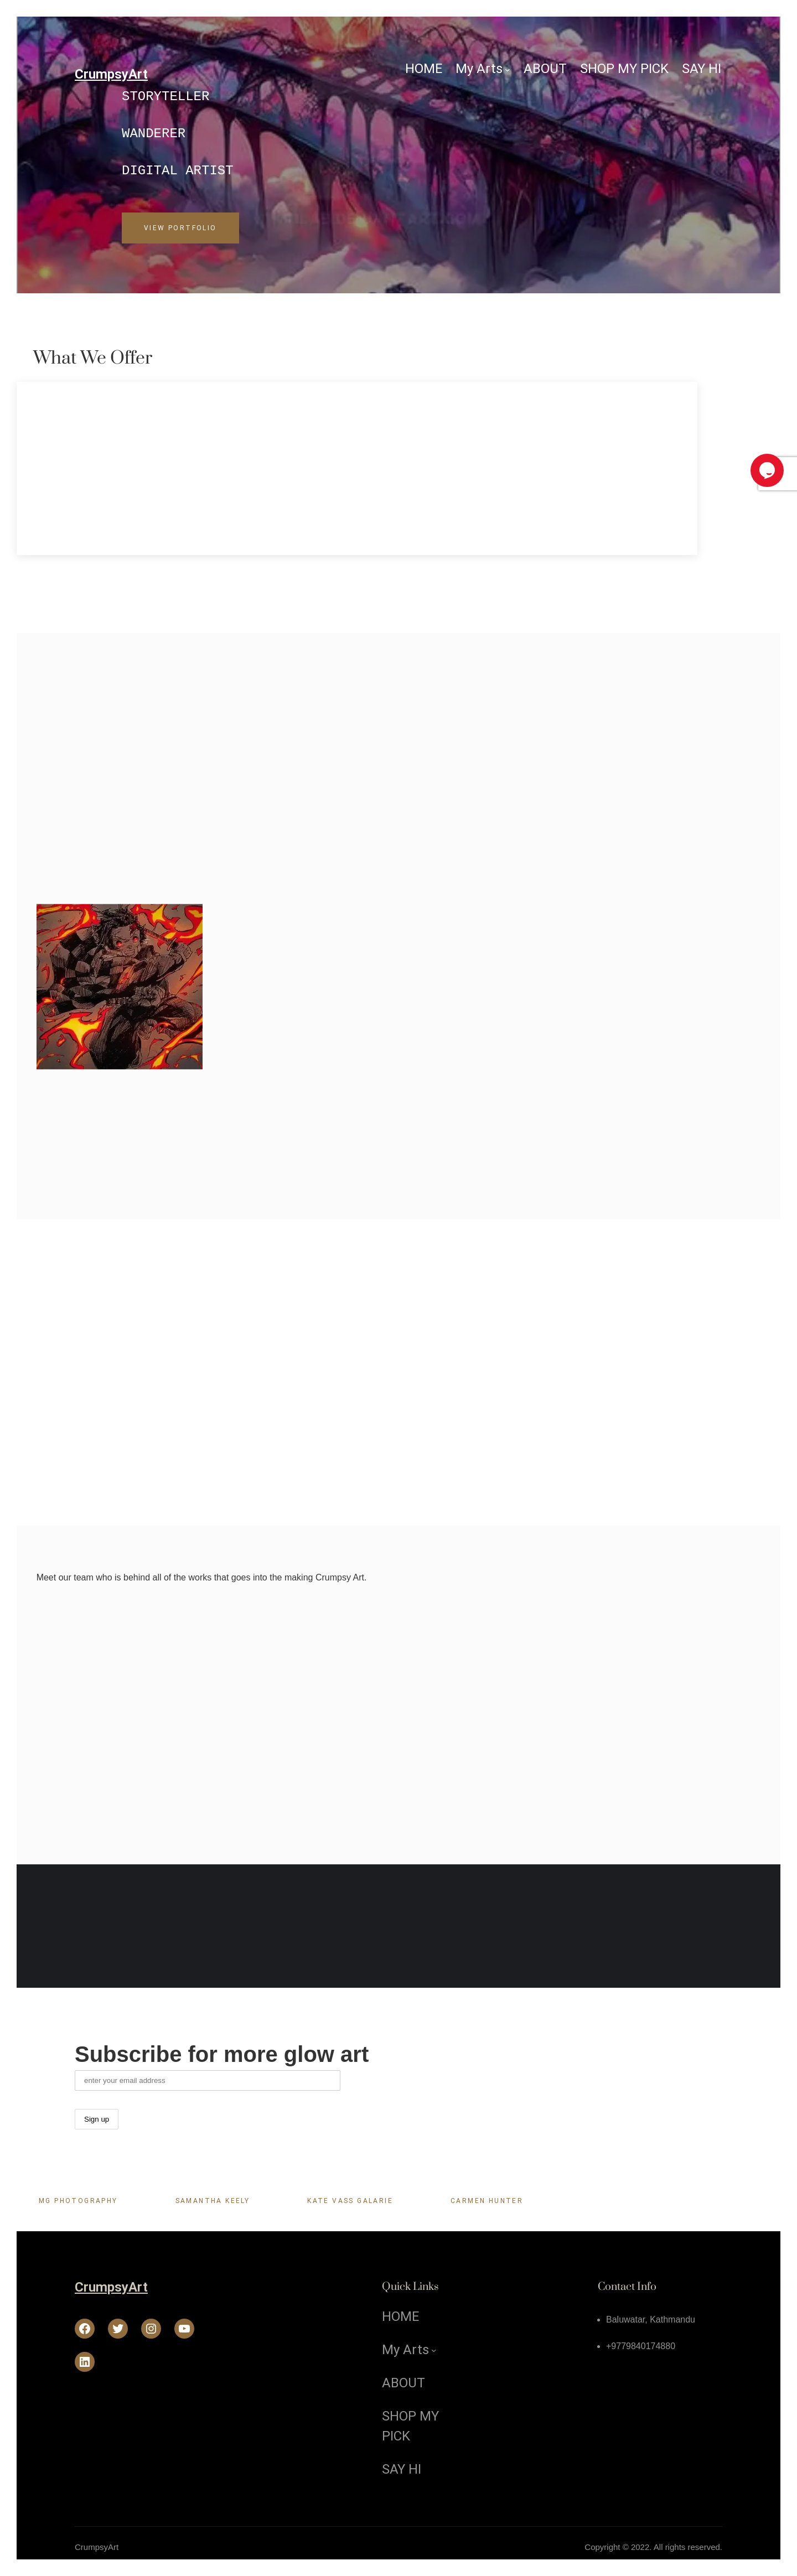 CrumpsyArt
HOME My Arts ABOUT SHOP MY PICK SAY HI
STORYTELLER
WANDERER
DIGITAL ARTIST
VIEW PORTFOLIO
What We Offer
Meet our team who is behind all of the works that goes into the making Crumpsy Art.
Subscribe for more glow art
enter your email address
Sign up
MG PHOTOGRAPHY SAMANTHA KEELY KATE VASS GALARIE CARMEN HUNTER
CrumpsyArt
Quick Links
HOME
My Arts
ABOUT
SHOP MY
PICK
SAY HI
Contact Info
Baluwatar, Kathmandu
+9779840174880
CrumpsyArt
Copyright © 2022. All rights reserved.